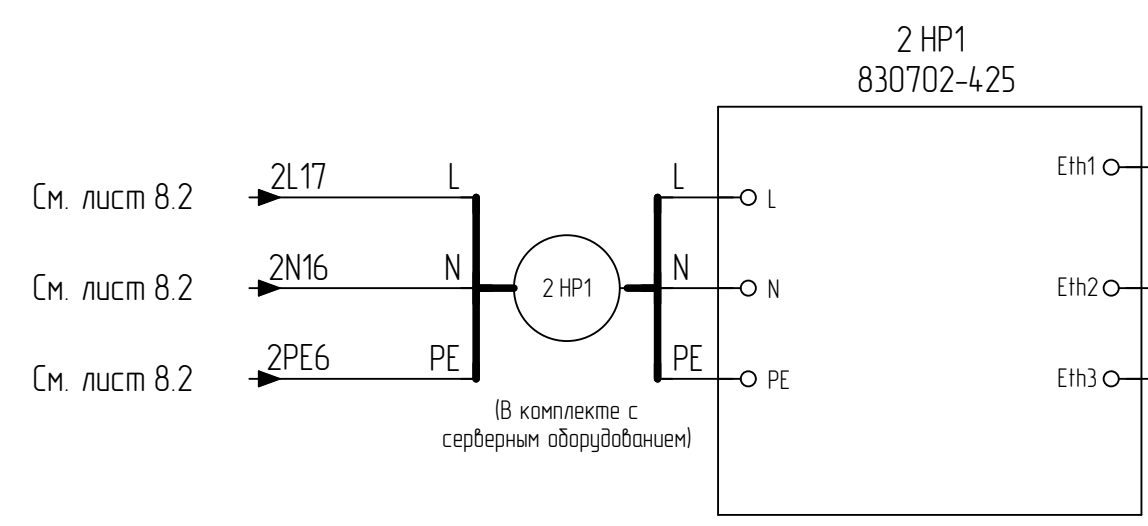 2 HP1
830702-425
См. лист 8.2
2L17
L
L
L
Eth1
См. лист 8.2
2N16
N
2 HP1
N
N
Eth2
См. лист 8.2
2PE6
PE
PE
PE
Eth3
(В комплекте с
серверным оборудованием)